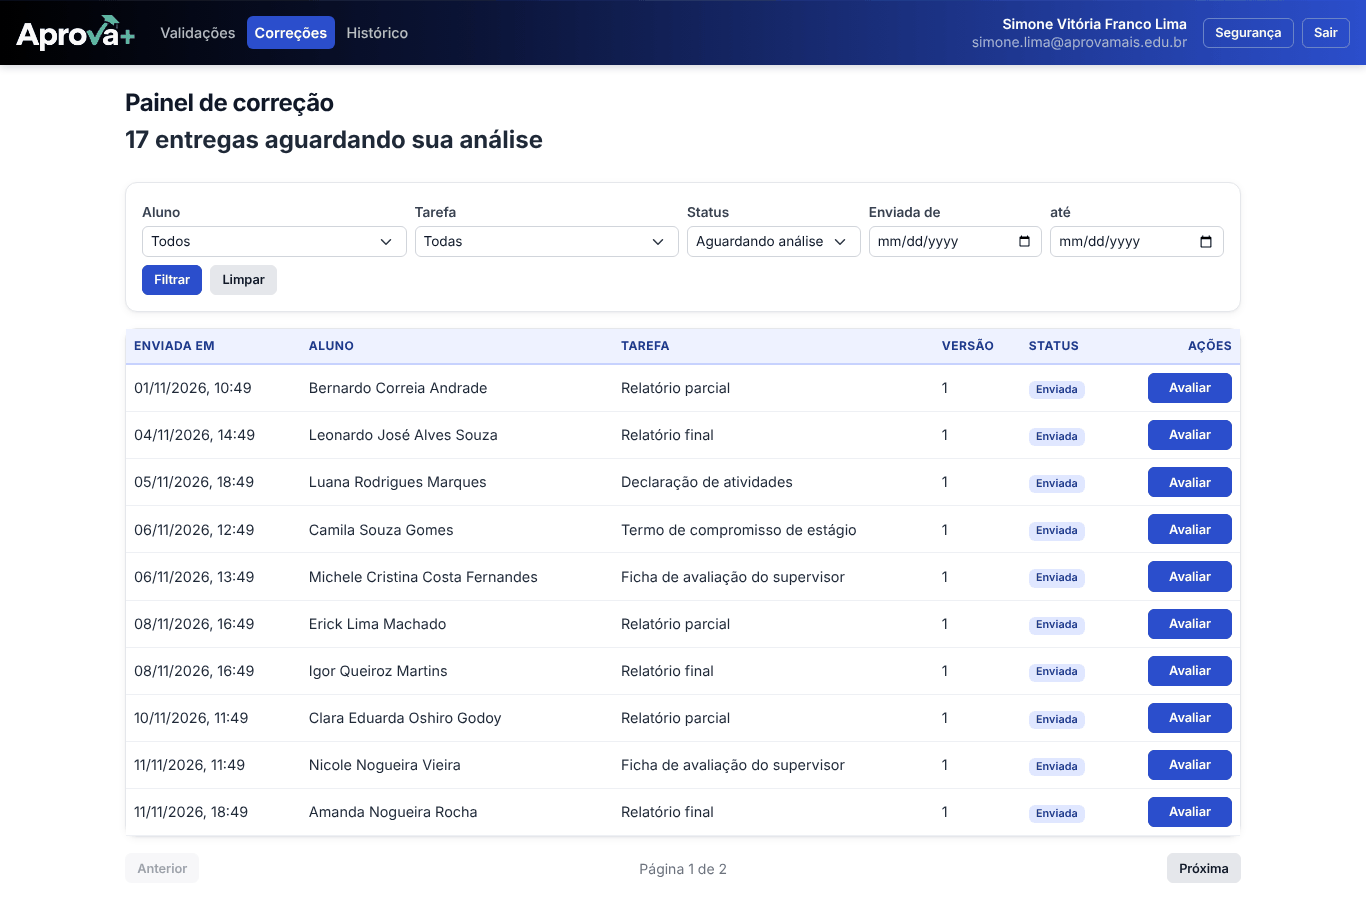 Aprova+ Validações Correções Histórico Simone Vitória Franco Lima
simone.lima@aprovamais.edu.br Segurança Sair
Painel de correção
17 entregas aguardando sua análise
Aluno Tarefa Status Enviada de até
Todos Todas Aguardando análise mm/dd/yyyy mm/dd/yyyy
Filtrar Limpar
ENVIADA EM ALUNO TAREFA VERSÃO STATUS AÇÕES
01/11/2026, 10:49 Bernardo Correia Andrade Relatório parcial 1 Enviada Avaliar
04/11/2026, 14:49 Leonardo José Alves Souza Relatório final 1 Enviada Avaliar
05/11/2026, 18:49 Luana Rodrigues Marques Declaração de atividades 1 Enviada Avaliar
06/11/2026, 12:49 Camila Souza Gomes Termo de compromisso de estágio 1 Enviada Avaliar
06/11/2026, 13:49 Michele Cristina Costa Fernandes Ficha de avaliação do supervisor 1 Enviada Avaliar
08/11/2026, 16:49 Erick Lima Machado Relatório parcial 1 Enviada Avaliar
08/11/2026, 16:49 Igor Queiroz Martins Relatório final 1 Enviada Avaliar
10/11/2026, 11:49 Clara Eduarda Oshiro Godoy Relatório parcial 1 Enviada Avaliar
11/11/2026, 11:49 Nicole Nogueira Vieira Ficha de avaliação do supervisor 1 Enviada Avaliar
11/11/2026, 18:49 Amanda Nogueira Rocha Relatório final 1 Enviada Avaliar
Anterior Página 1 de 2 Próxima